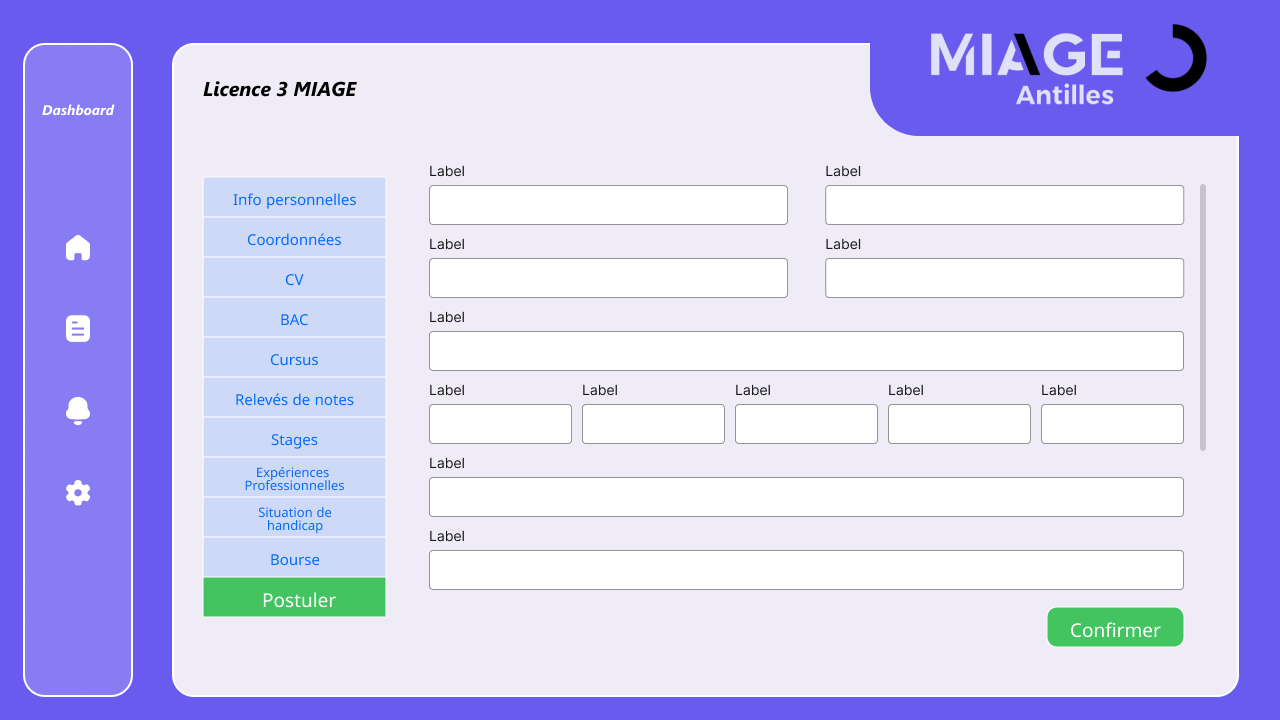 Dashboard
Licence 3 MIAGE
MIAGE
Antilles
Info personnelles
Coordonnées
CV
BAC
Cursus
Relevés de notes
Stages
Expériences
Professionnelles
Situation de
handicap
Bourse
Postuler
Label Label
Label Label
Label
Label Label Label Label Label
Label
Label
Confirmer